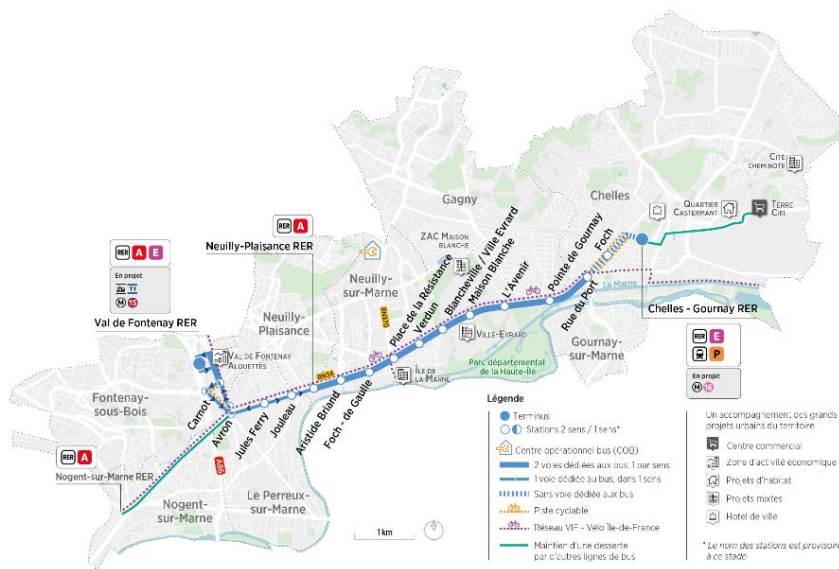 CITÉ
CHEMINOTE
Gagny
Chelles
QUARTIER
CASTERMANT
TERRE
CIEL
RER A
Neuilly-Plaisance RER
ZAC MAISON
BLANCHE
RER A E
En projet
T1
M 15
Val de Fontenay RER
Neuilly-
sur-Marne
Neuilly-
Plaisance
RN370
Place de la Résistance
Verdun
Blancheville / Ville Evrard
Maison Blanche
L'Avenir
Pointe de Gournay
Rue du Port
Foch
La Marne
Chelles - Gournay RER
RER E
P
En projet
M 16
VAL DE FONTENAY
ALOUETTES
VILLE-EVRARD
Gournay-
sur-Marne
Parc départemental
de la Haute-Île
ÎLE DE
LA MARNE
RN34
Fontenay-
sous-Bois
Carnot
Avron
Jules Ferry
Jouleau
Aristide Briand
Foch - de Gaulle
RER A
Nogent-sur-Marne RER
A86
Nogent-
sur-Marne
Le Perreux-
sur-Marne
1 km
Légende
Terminus
Stations 2 sens / 1 sens*
Centre opérationnel bus (COB)
2 voies dédiées aux bus, 1 par sens
1 voie dédiée au bus, dans 1 sens
Sans voie dédiée aux bus
Piste cyclable
Réseau VIF - Vélo Île-de-France
Maintien d'une desserte
par d'autres lignes de bus
Un accompagnement des grands
projets urbains du territoire
Centre commercial
Zone d'activité économique
Projets d'habitat
Projets mixtes
Hotel de ville
* Le nom des stations est provisoire
à ce stade